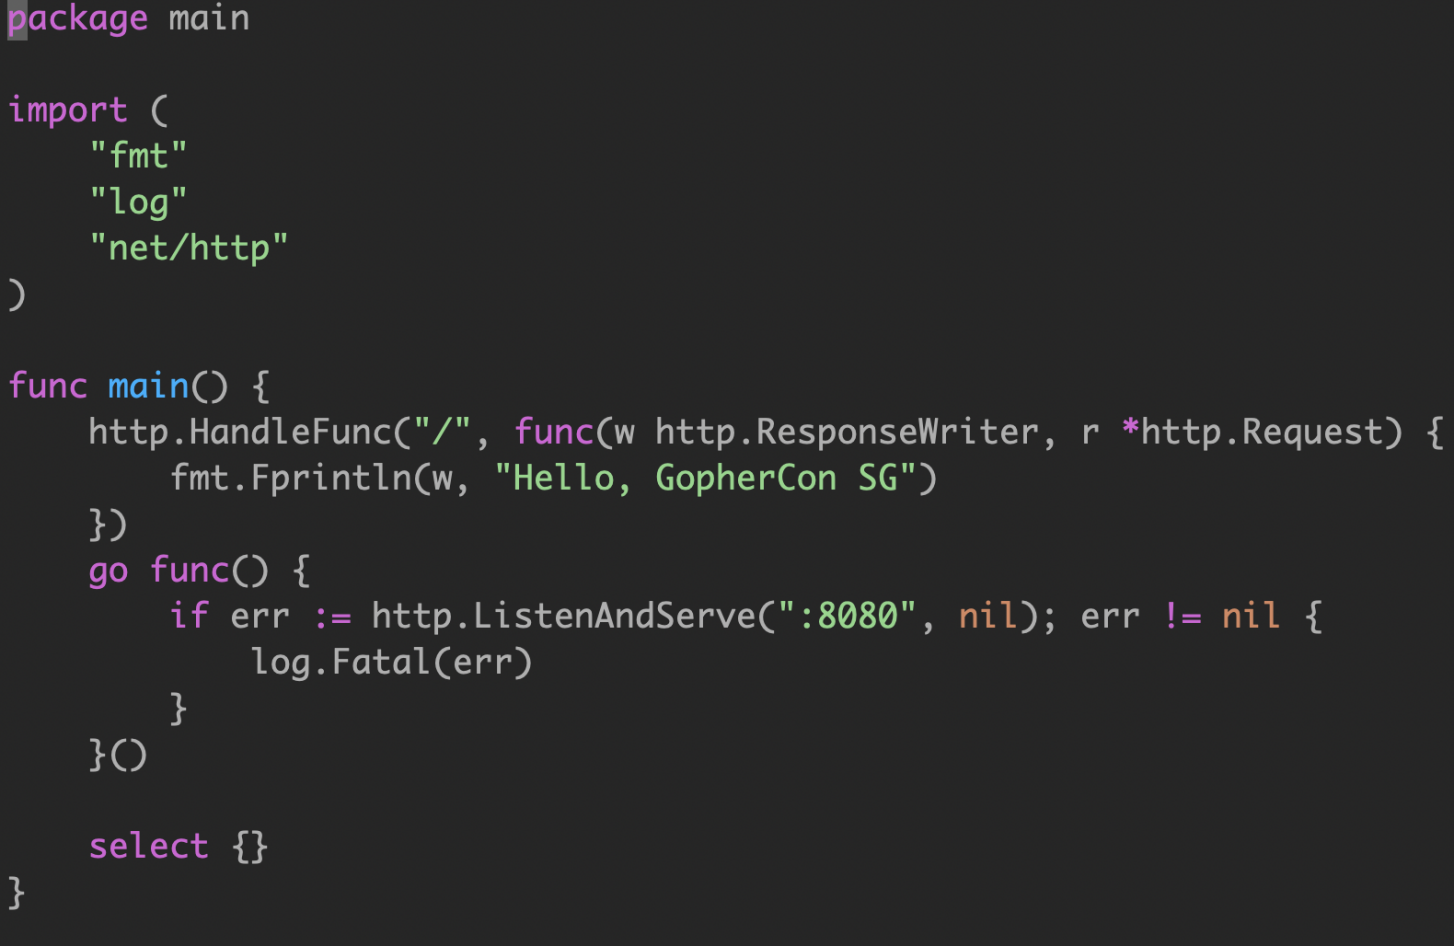 package main

import (
    "fmt"
    "log"
    "net/http"
)

func main() {
    http.HandleFunc("/", func(w http.ResponseWriter, r *http.Request) {
        fmt.Fprintln(w, "Hello, GopherCon SG")
    })
    go func() {
        if err := http.ListenAndServe(":8080", nil); err != nil {
            log.Fatal(err)
        }
    }()

    select {}
}